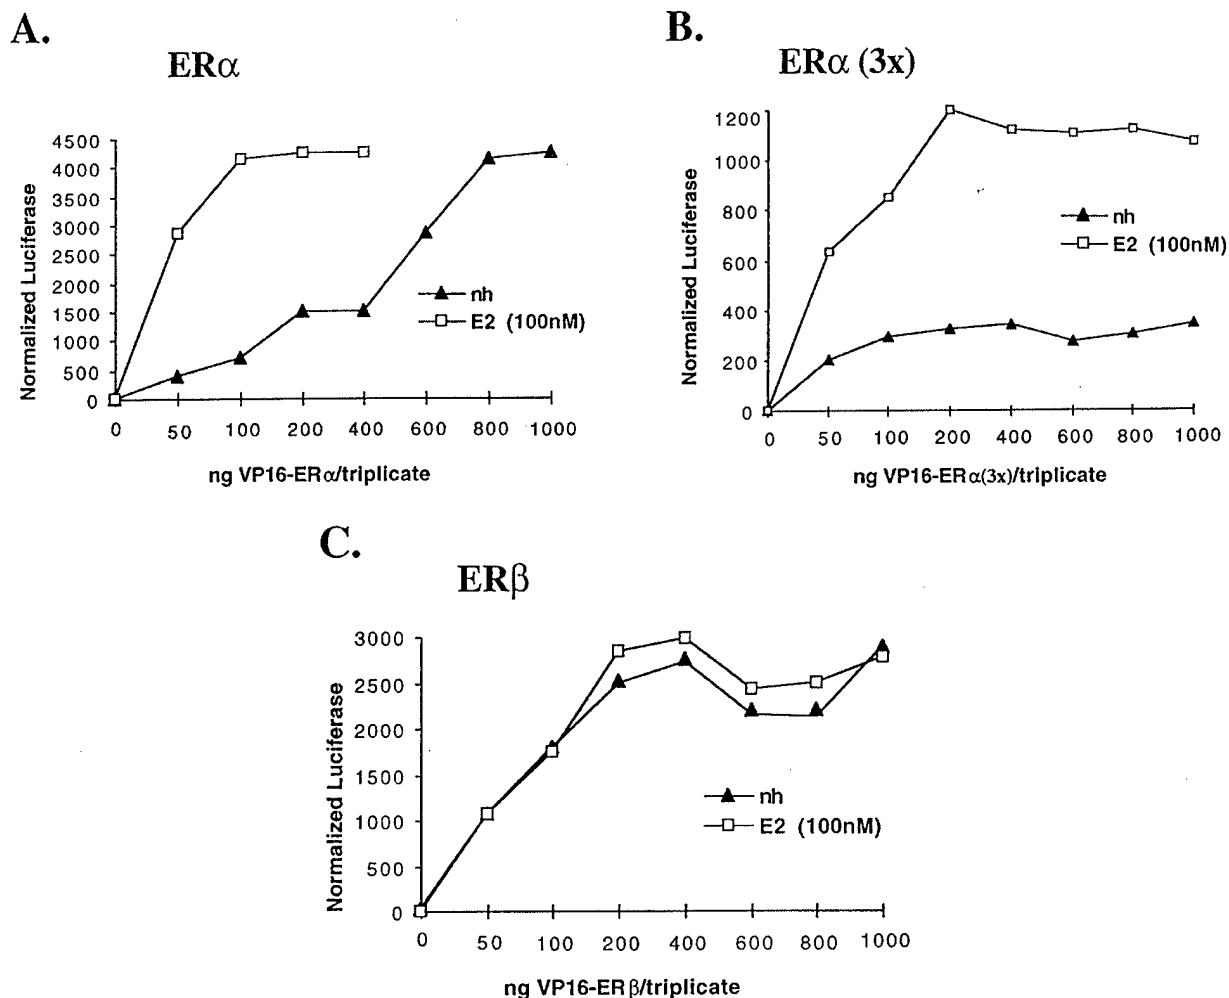 A.
ERα
4500
4000
3500
3000
2500
2000
1500
1000
500
0
Normalized Luciferase
nh
E2 (100nM)
0 50 100 200 400 600 800 1000
ng VP16-ERα/triplicate
B.
ERα (3x)
1200
1000
800
600
400
200
0
Normalized Luciferase
nh
E2 (100nM)
0 50 100 200 400 600 800 1000
ng VP16-ERα(3x)/triplicate
C.
ERβ
3000
2500
2000
1500
1000
500
0
Normalized Luciferase
nh
E2 (100nM)
0 50 100 200 400 600 800 1000
ng VP16-ERβ/triplicate